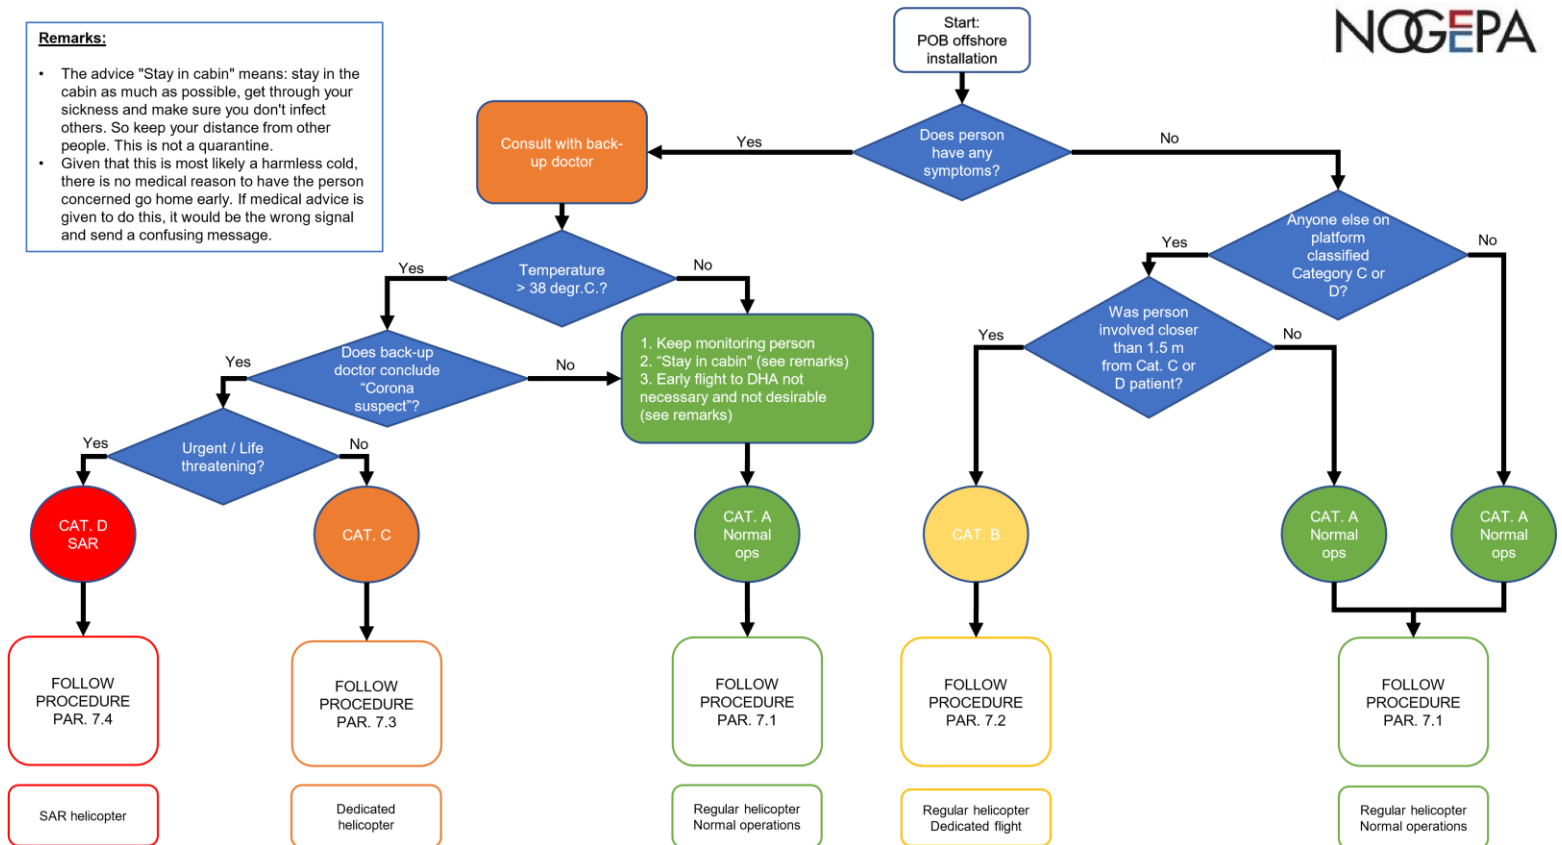 Remarks:
• The advice "Stay in cabin" means: stay in the
cabin as much as possible, get through your
sickness and make sure you don't infect
others. So keep your distance from other
people. This is not a quarantine.
• Given that this is most likely a harmless cold,
there is no medical reason to have the person
concerned go home early. If medical advice is
given to do this, it would be the wrong signal
and send a confusing message.
Start:
POB offshore
installation
NOGEPA
Does person
have any
symptoms?
Yes
No
Consult with back-
up doctor
Anyone else on
platform
classified
Category C or
D?
Yes
No
Temperature
> 38 degr.C.?
Yes
No
Was person
involved closer
than 1.5 m
from Cat. C or
D patient?
Yes
No
Does back-up
doctor conclude
"Corona
suspect"?
Yes
No
1. Keep monitoring person
2. "Stay in cabin" (see remarks)
3. Early flight to DHA not
necessary and not desirable
(see remarks)
Urgent / Life
threatening?
Yes
No
CAT. D
SAR
CAT. C
CAT. A
Normal
ops
CAT. B
CAT. A
Normal
ops
CAT. A
Normal
ops
FOLLOW
PROCEDURE
PAR. 7.4
FOLLOW
PROCEDURE
PAR. 7.3
FOLLOW
PROCEDURE
PAR. 7.1
FOLLOW
PROCEDURE
PAR. 7.2
FOLLOW
PROCEDURE
PAR. 7.1
SAR helicopter
Dedicated
helicopter
Regular helicopter
Normal operations
Regular helicopter
Dedicated flight
Regular helicopter
Normal operations